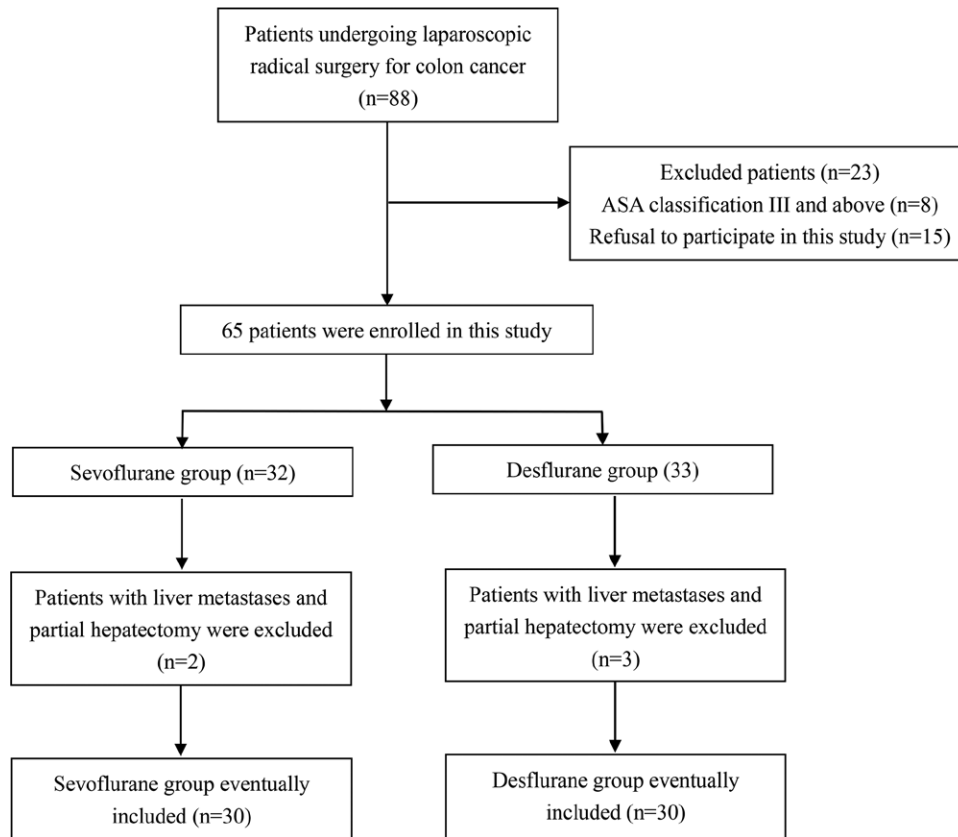 Patients undergoing laparoscopic
radical surgery for colon cancer
(n=88)
Excluded patients (n=23)
ASA classification III and above (n=8)
Refusal to participate in this study (n=15)
65 patients were enrolled in this study
Sevoflurane group (n=32)
Desflurane group (33)
Patients with liver metastases and
partial hepatectomy were excluded
(n=2)
Patients with liver metastases and
partial hepatectomy were excluded
(n=3)
Sevoflurane group eventually
included (n=30)
Desflurane group eventually
included (n=30)